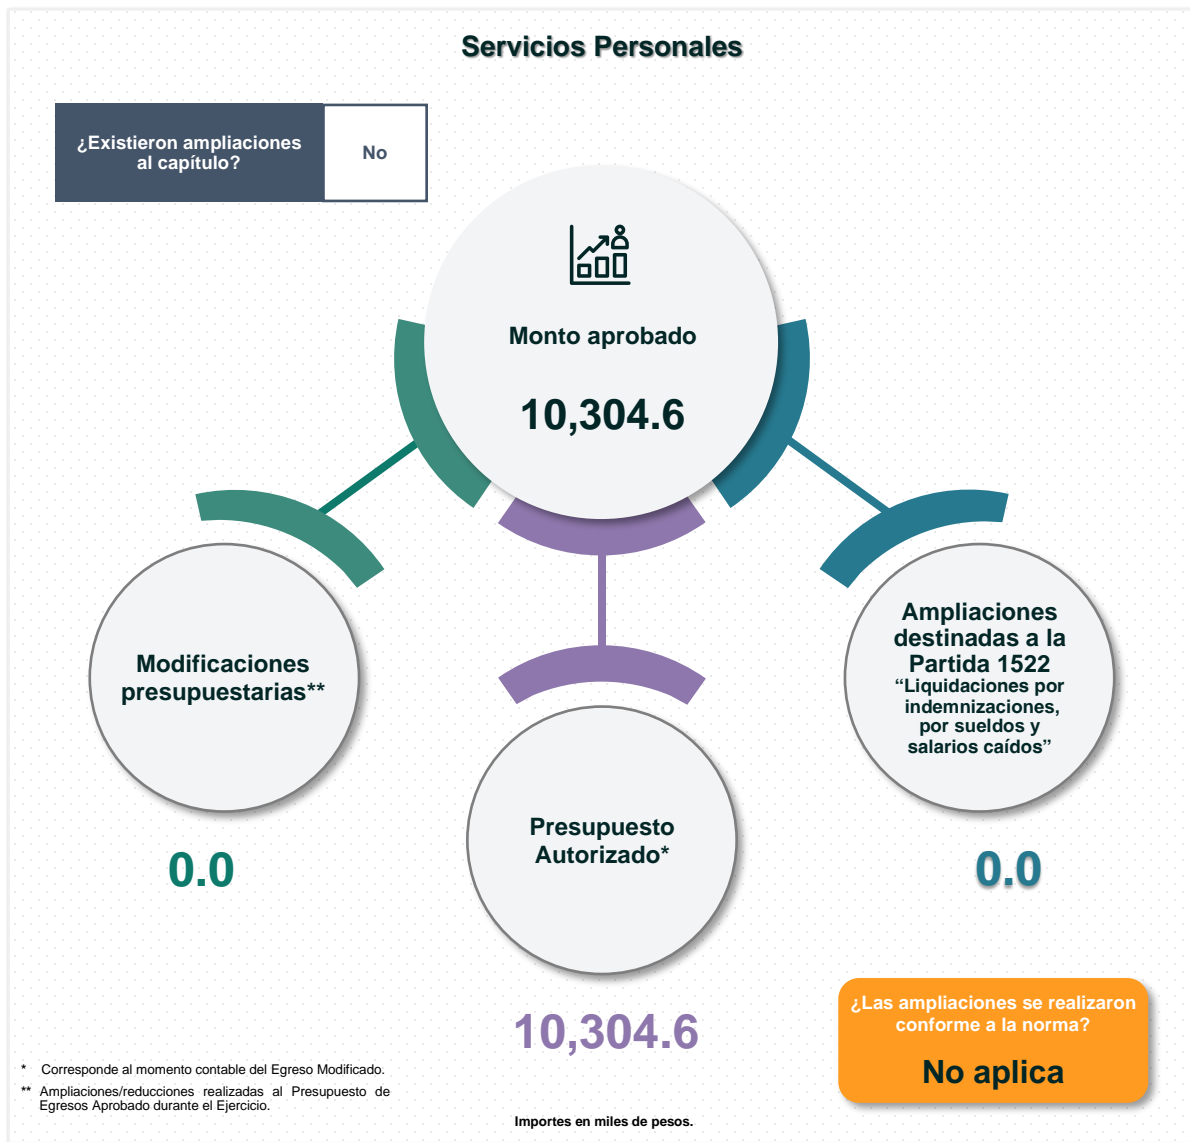 Servicios Personales
¿Existieron ampliaciones
al capítulo?
No
Monto aprobado
10,304.6
Modificaciones
presupuestarias**
0.0
Presupuesto
Autorizado*
10,304.6
Ampliaciones
destinadas a la
Partida 1522
“Liquidaciones por
indemnizaciones,
por sueldos y
salarios caídos”
0.0
¿Las ampliaciones se realizaron
conforme a la norma?
No aplica
* Corresponde al momento contable del Egreso Modificado.
** Ampliaciones/reducciones realizadas al Presupuesto de
Egresos Aprobado durante el Ejercicio.
Importes en miles de pesos.